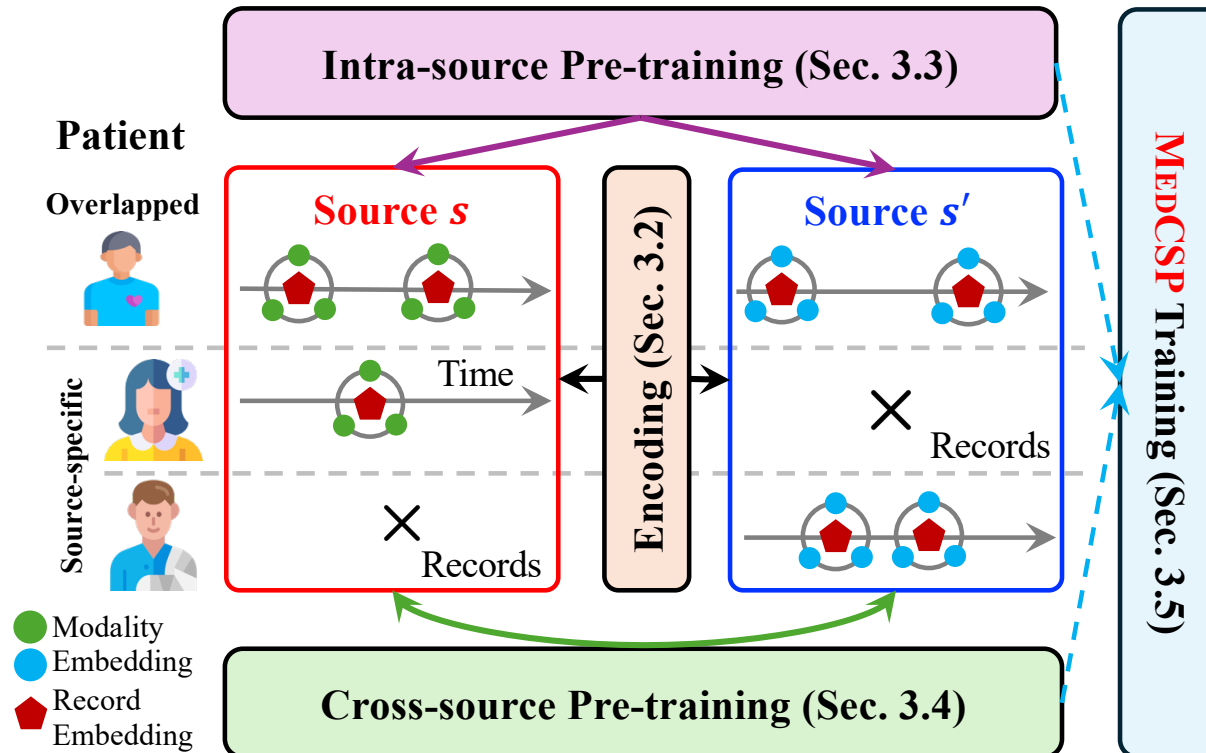 Intra-source Pre-training (Sec. 3.3)
Patient
Overlapped
Source s
Source s′
Encoding (Sec. 3.2)
Time
Source-specific
Records
Records
Modality
Embedding
Record
Embedding
Cross-source Pre-training (Sec. 3.4)
MEDCSP Training (Sec. 3.5)